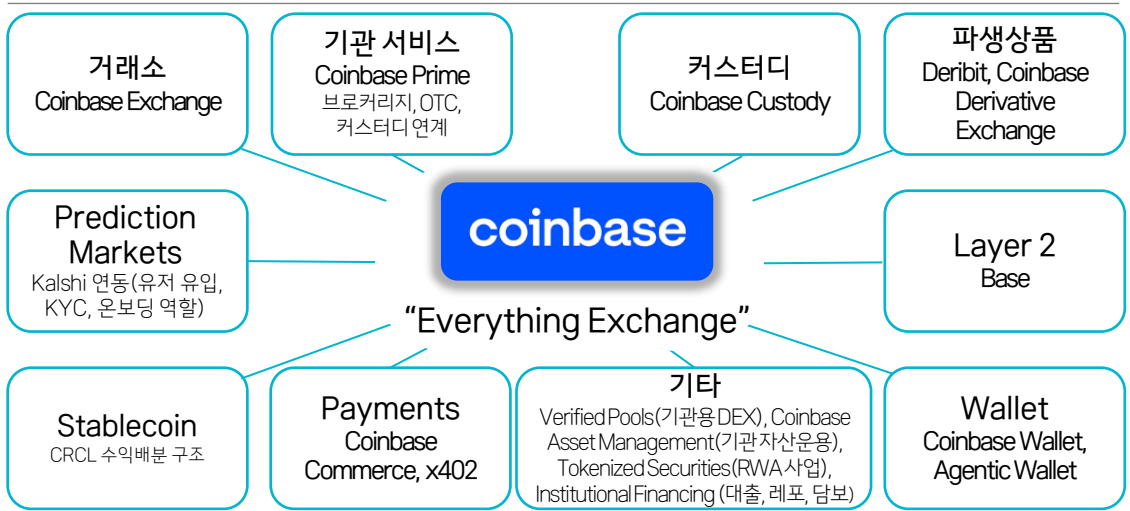 거래소
Coinbase Exchange
기관 서비스
Coinbase Prime
브로커리지, OTC,
커스터디 연계
커스터디
Coinbase Custody
파생상품
Deribit, Coinbase
Derivative
Exchange
Prediction
Markets
Kalshi 연동(유저 유입,
KYC, 온보딩 역할)
coinbase
“Everything Exchange”
Layer 2
Base
Stablecoin
CRCL 수익배분 구조
Payments
Coinbase
Commerce, x402
기타
Verified Pools(기관용 DEX), Coinbase
Asset Management(기관 자산운용),
Tokenized Securities(RWA 사업),
Institutional Financing (대출, 레포, 담보)
Wallet
Coinbase Wallet,
Agentic Wallet